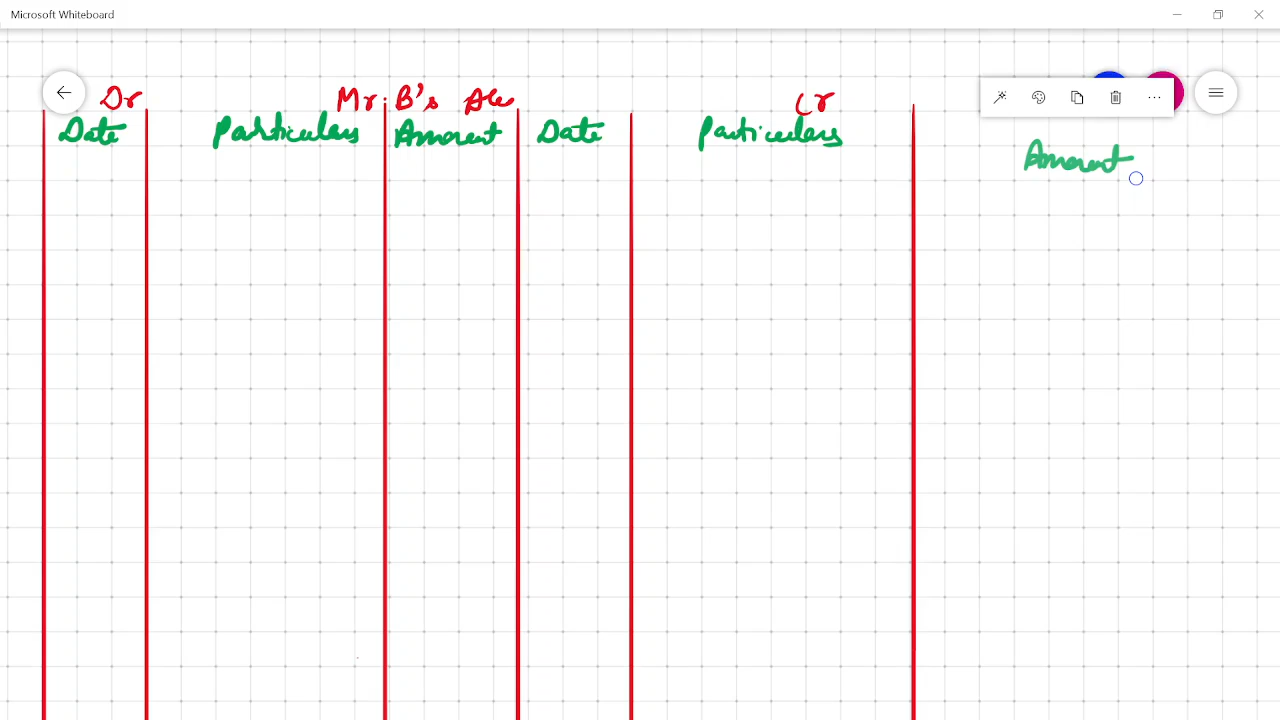 Microsoft Whiteboard
Dr Mr. B's A/c Cr
Date Particulars Amount Date Particulars
Amount